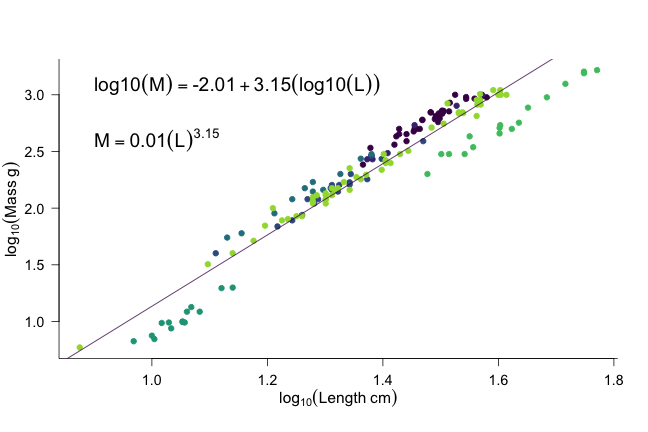 log10(M) = -2.01 + 3.15(log10(L))
M = 0.01(L)^3.15
3.0
2.5
2.0
1.5
1.0
log₁₀(Mass g)
1.0 1.2 1.4 1.6 1.8
log₁₀(Length cm)